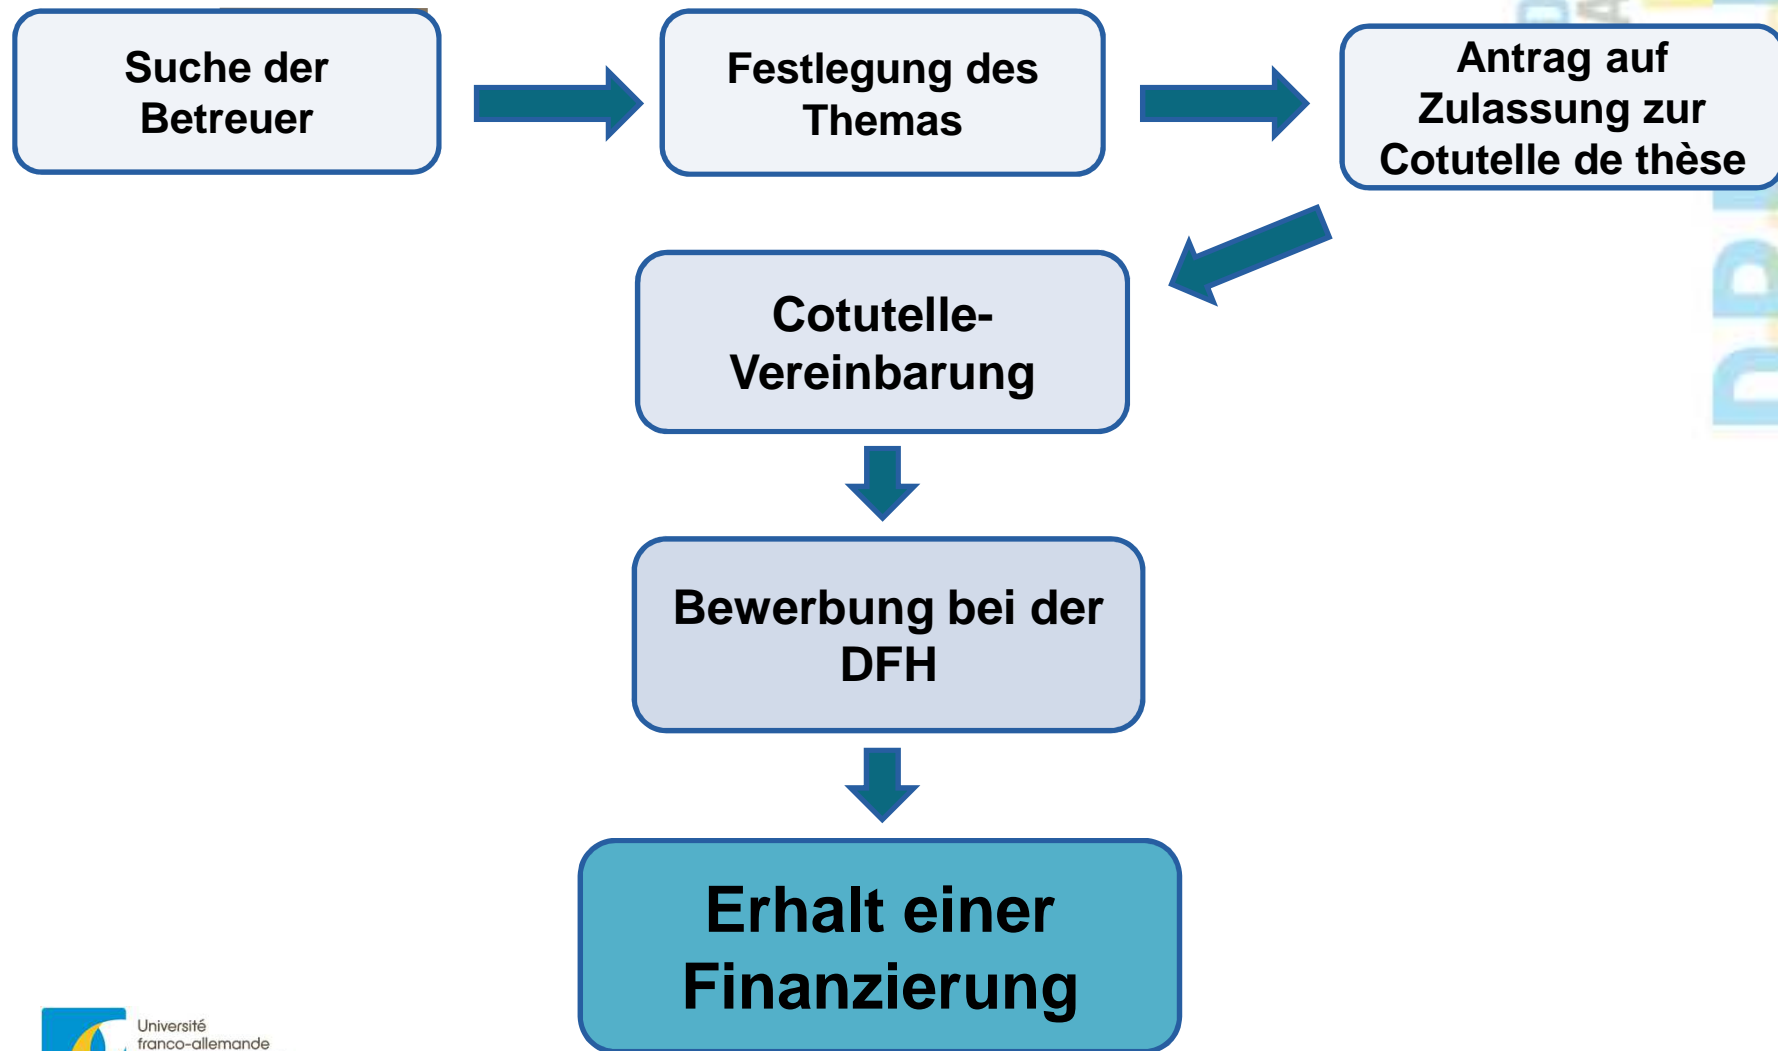 Suche der
Betreuer
Festlegung des
Themas
Antrag auf
Zulassung zur
Cotutelle de thèse
Cotutelle-
Vereinbarung
Bewerbung bei der
DFH
Erhalt einer
Finanzierung
Université
franco-allemande